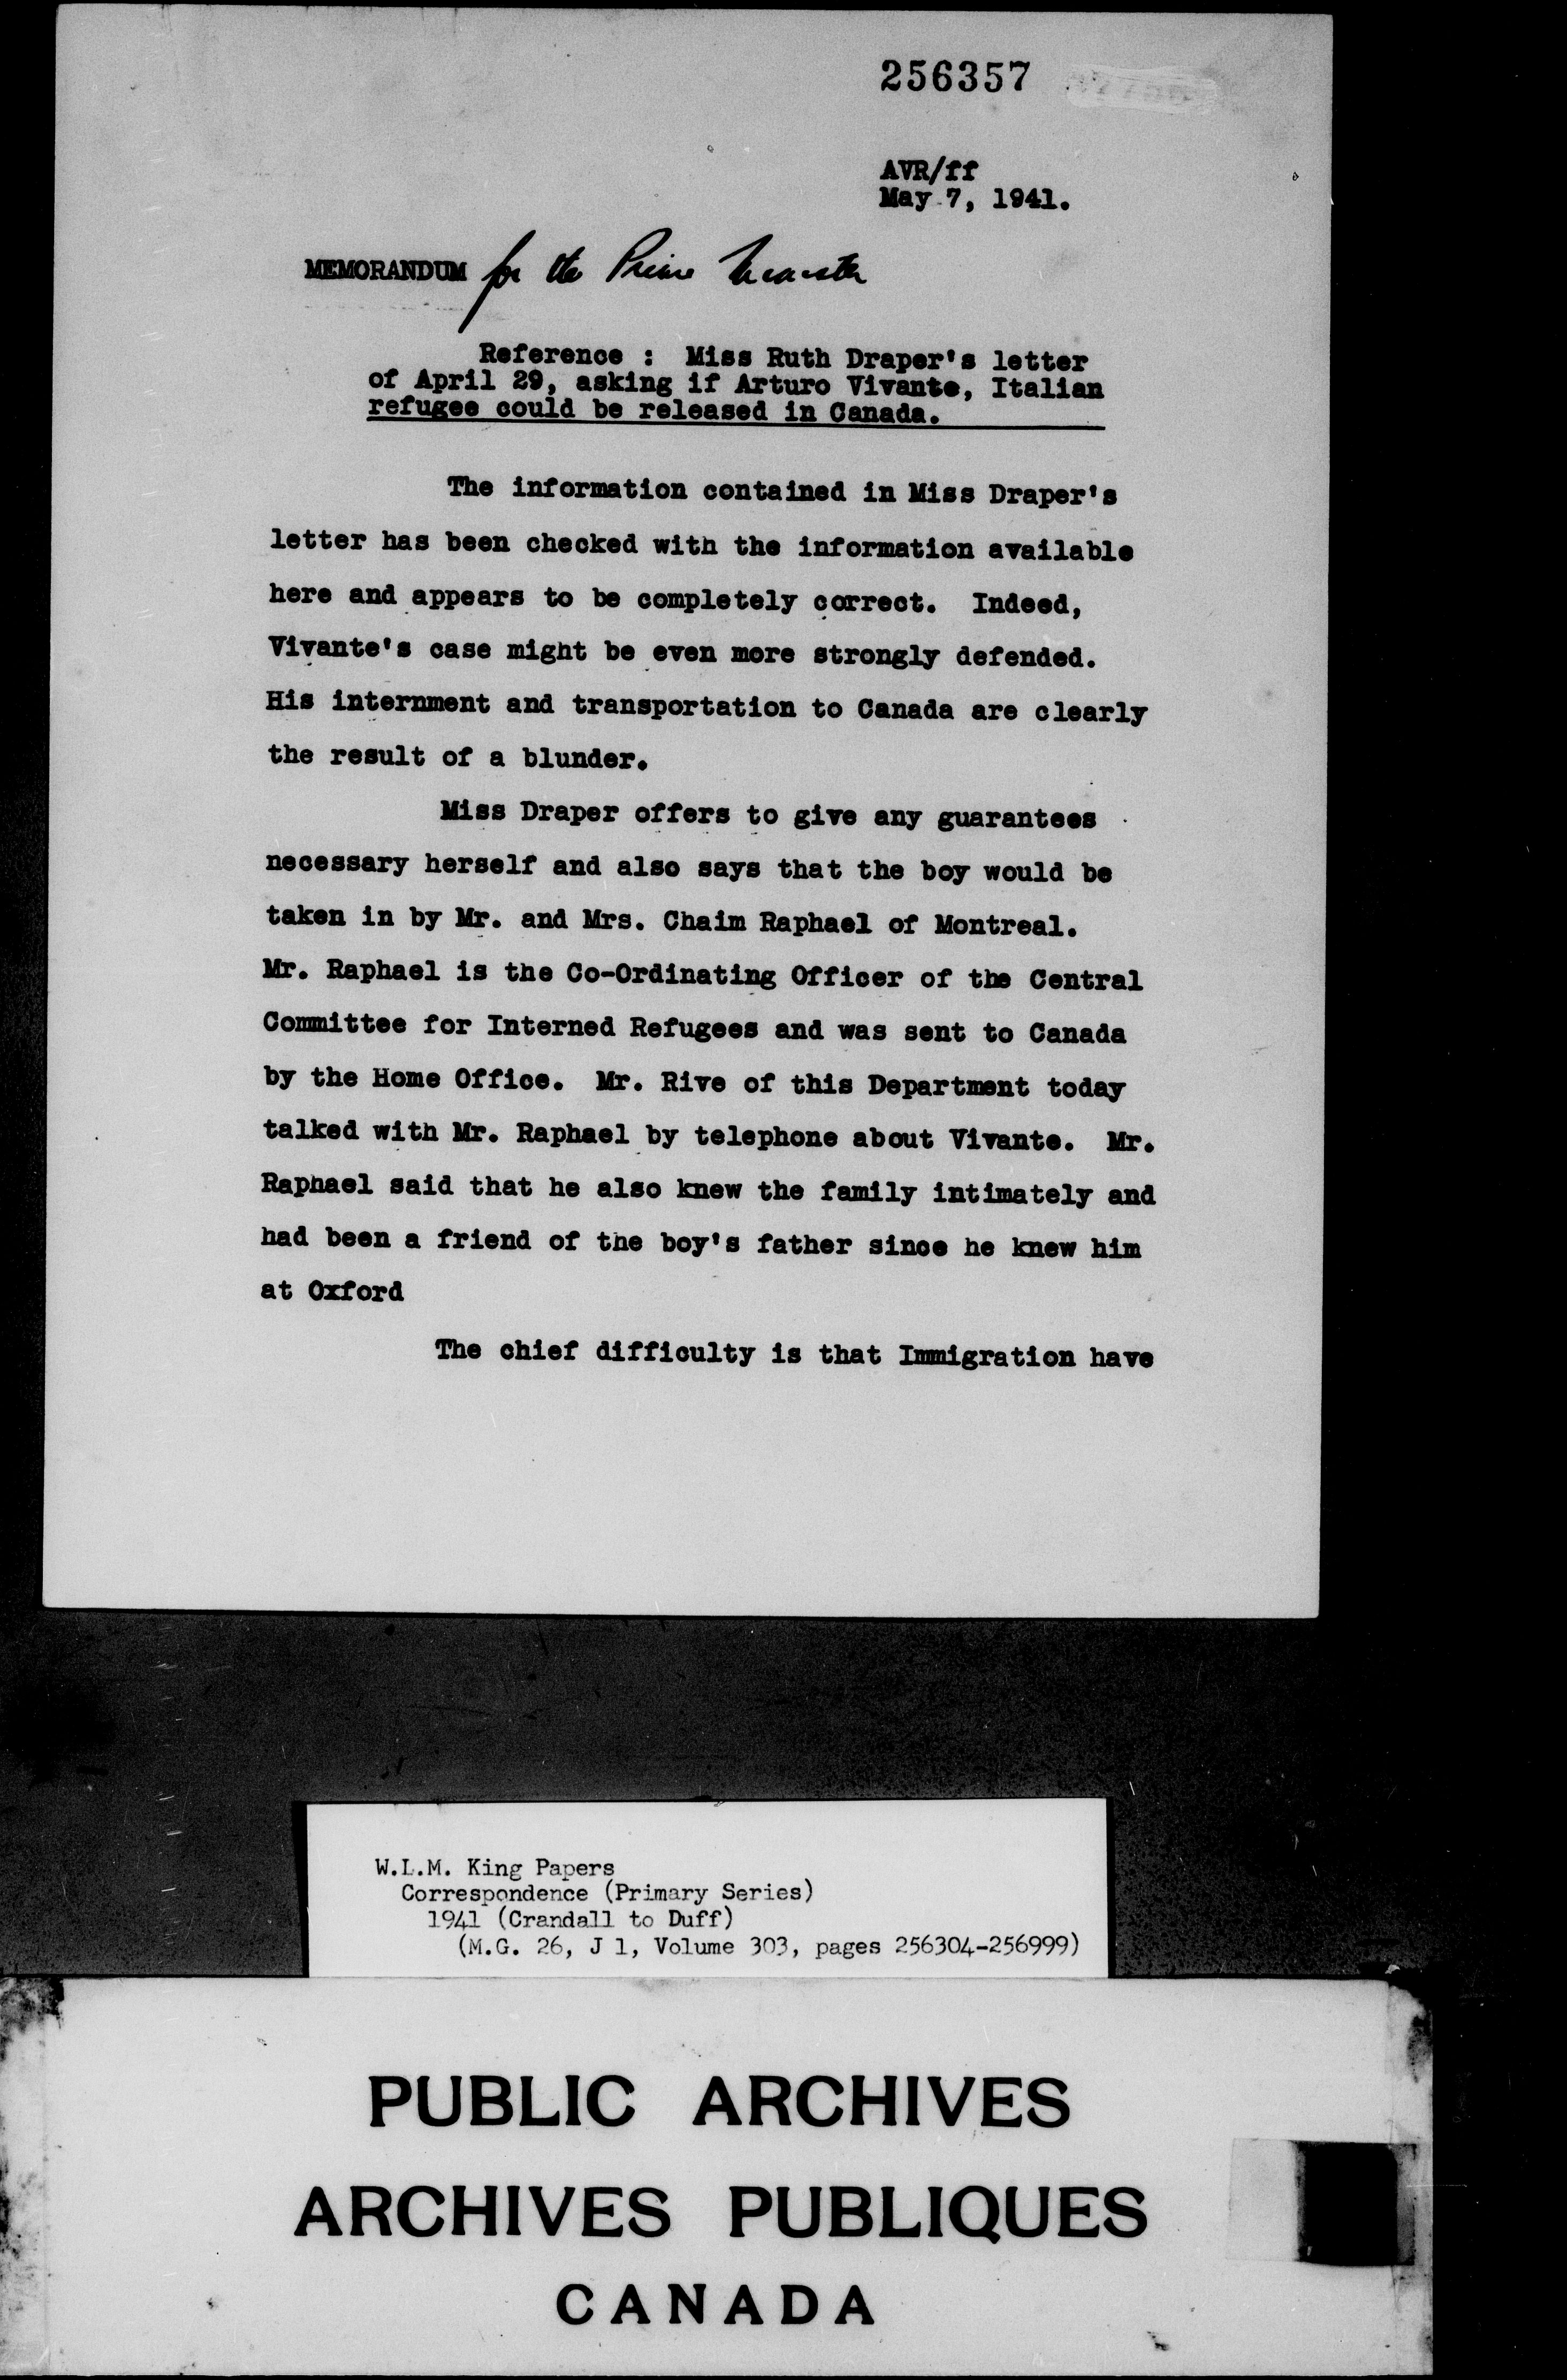 256357
AVR/ff
May 7, 1941.
MEMORANDUM for the Prime Minister
Reference : Miss Ruth Draper's letter
of April 29, asking if Arturo Vivante, Italian
refugee could be released in Canada.
The information contained in Miss Draper's
letter has been checked with the information available
here and appears to be completely correct. Indeed,
Vivante's case might be even more strongly defended.
His internment and transportation to Canada are clearly
the result of a blunder.
Miss Draper offers to give any guarantees
necessary herself and also says that the boy would be
taken in by Mr. and Mrs. Chaim Raphael of Montreal.
Mr. Raphael is the Co-Ordinating Officer of the Central
Committee for Interned Refugees and was sent to Canada
by the Home Office. Mr. Rive of this Department today
talked with Mr. Raphael by telephone about Vivante. Mr.
Raphael said that he also knew the family intimately and
had been a friend of the boy's father since he knew him
at Oxford
The chief difficulty is that Immigration have
W.L.M. King Papers
Correspondence (Primary Series)
1941 (Crandall to Duff)
(M.G. 26, J 1, Volume 303, pages 256304-256999)
PUBLIC ARCHIVES
ARCHIVES PUBLIQUES
CANADA